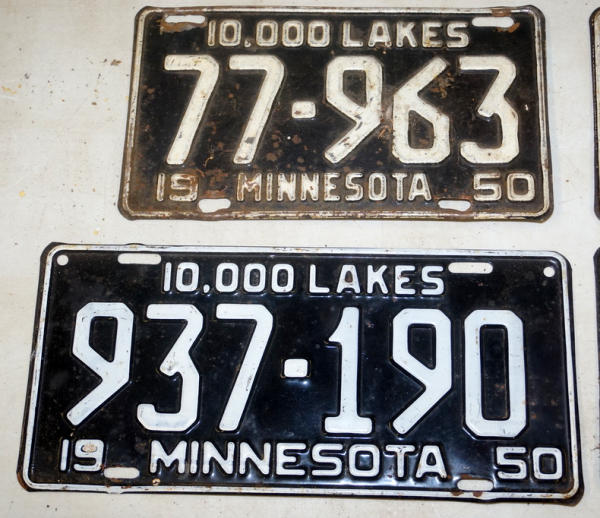 10,000 LAKES
77-963
19 MINNESOTA 50
10,000 LAKES
937-190
19 MINNESOTA 50